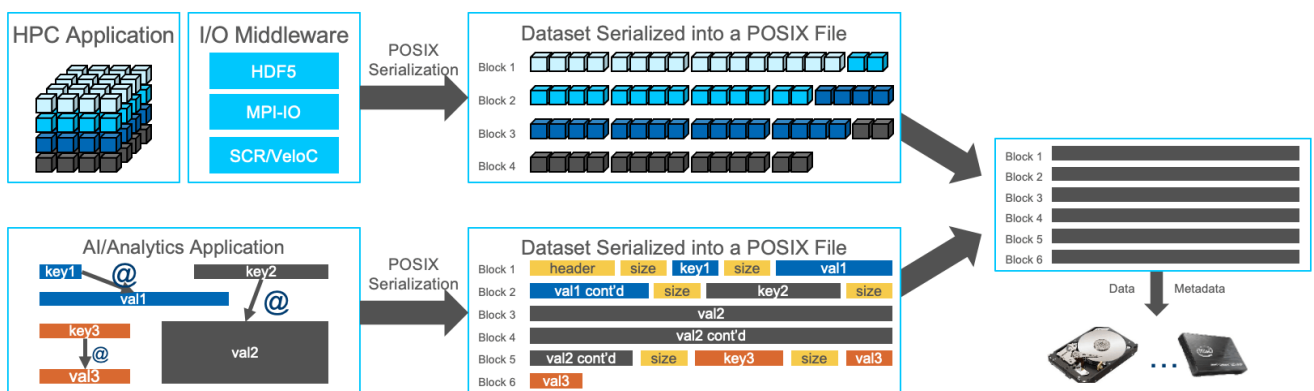 HPC Application
I/O Middleware
HDF5
MPI-IO
SCR/VeloC
POSIX
Serialization
Dataset Serialized into a POSIX File
Block 1
Block 2
Block 3
Block 4
AI/Analytics Application
key1
@
key2
val1
@
key3
@
val2
val3
POSIX
Serialization
Dataset Serialized into a POSIX File
Block 1 header size key1 size val1
Block 2 val1 cont'd size key2 size
Block 3 val2
Block 4 val2 cont'd
Block 5 val2 cont'd size key3 size val3
Block 6 val3
Block 1
Block 2
Block 3
Block 4
Block 5
Block 6
Data Metadata
...